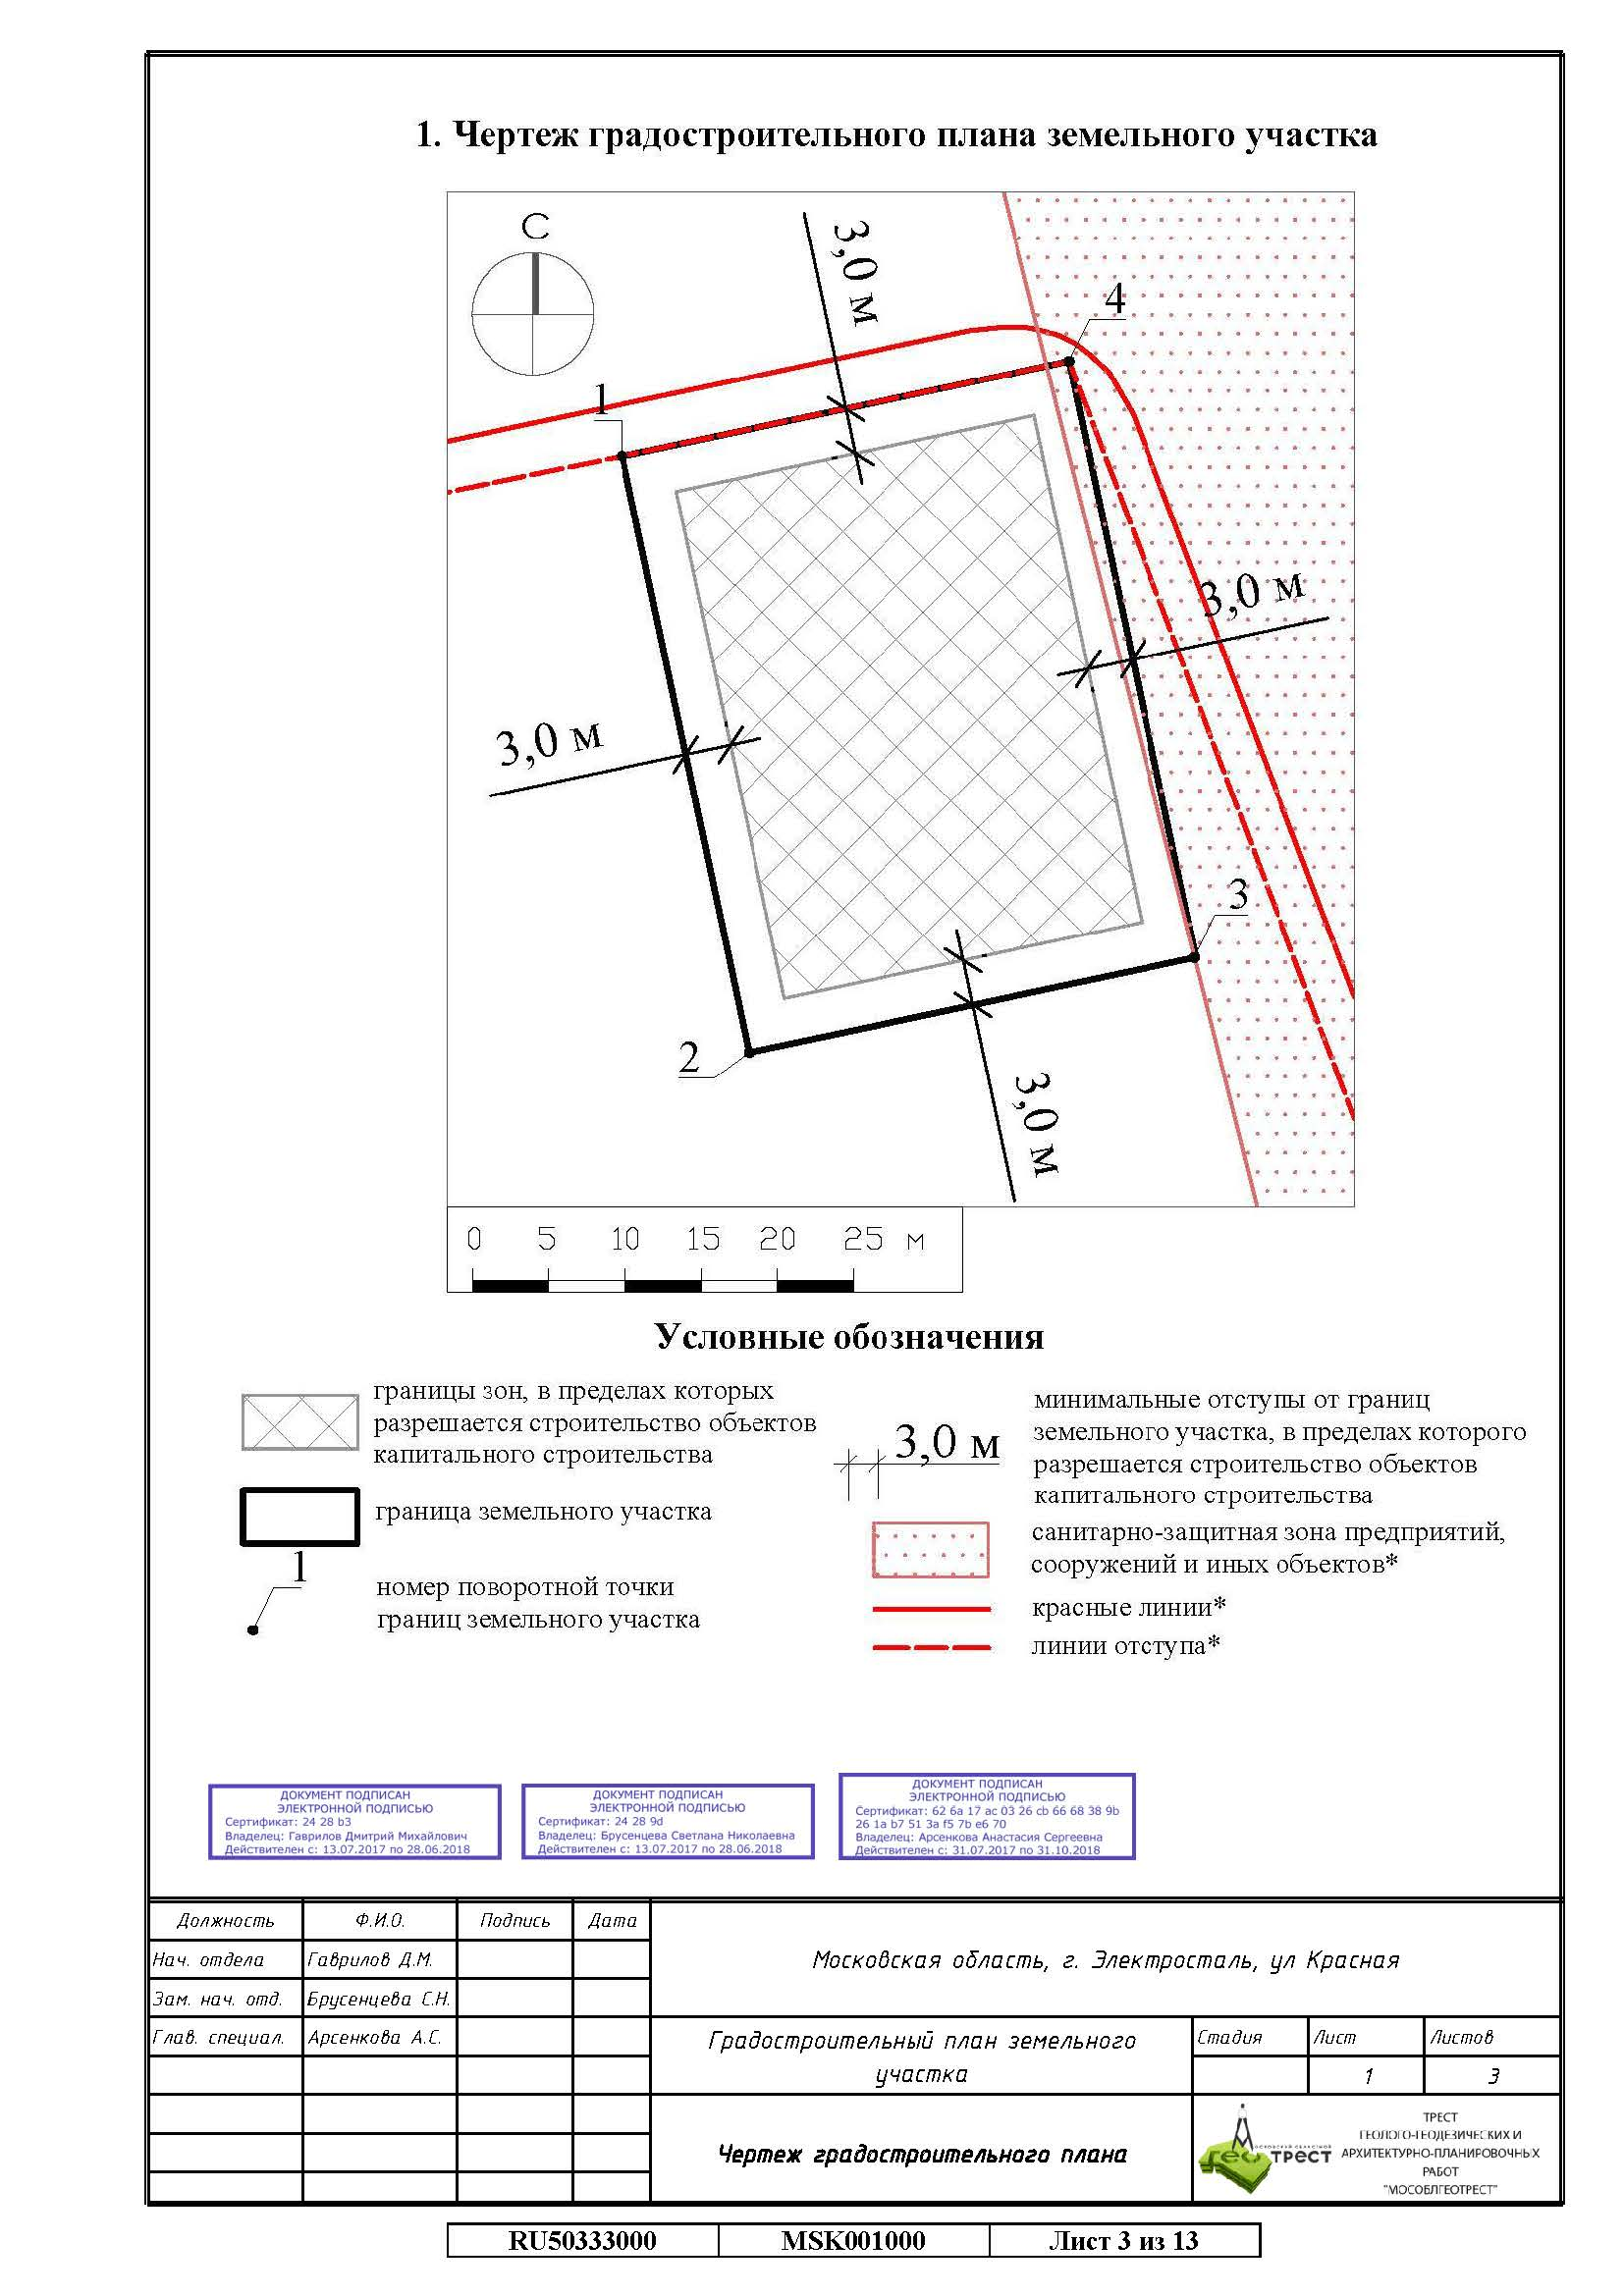 1. Чертеж градостроительного плана земельного участка
С
3,0 м
4
1
3,0 м
3,0 м
3
2
3,0 м
0 5 10 15 20 25 м
Условные обозначения
границы зон, в пределах которых
разрешается строительство объектов
капитального строительства
граница земельного участка
1
номер поворотной точки
границ земельного участка
3,0 м
минимальные отступы от границ
земельного участка, в пределах которого
разрешается строительство объектов
капитального строительства
санитарно-защитная зона предприятий,
сооружений и иных объектов*
красные линии*
линии отступа*
ДОКУМЕНТ ПОДПИСАН
ЭЛЕКТРОННОЙ ПОДПИСЬЮ
Сертификат: 24 28 b3
Владелец: Гаврилов Дмитрий Михайлович
Действителен с: 13.07.2017 по 28.06.2018
ДОКУМЕНТ ПОДПИСАН
ЭЛЕКТРОННОЙ ПОДПИСЬЮ
Сертификат: 24 28 9d
Владелец: Брусенцева Светлана Николаевна
Действителен с: 13.07.2017 по 28.06.2018
ДОКУМЕНТ ПОДПИСАН
ЭЛЕКТРОННОЙ ПОДПИСЬЮ
Сертификат: 62 6a 17 ac 03 26 cb 66 68 38 9b
26 1a b7 51 3a f5 7b e6 70
Владелец: Арсенкова Анастасия Сергеевна
Действителен с: 31.07.2017 по 31.10.2018
Должность Ф.И.О. Подпись Дата
Нач. отдела Гаврилов Д.М.
Зам. нач. отд. Брусенцева С.Н.
Глав. специал. Арсенкова А.С.
Московская область, г. Электросталь, ул Красная
Градостроительный план земельного
участка
Стадия Лист Листов
1 3
Чертеж градостроительного плана
МОСКОВСКИЙ ОБЛАСТНОЙ
ГЕО ТРЕСТ
ТРЕСТ
ГЕОЛОГО-ГЕОДЕЗИЧЕСКИХ И
АРХИТЕКТУРНО-ПЛАНИРОВОЧНЫХ
РАБОТ
"МОСОБЛГЕОТРЕСТ"
RU50333000 MSK001000 Лист 3 из 13